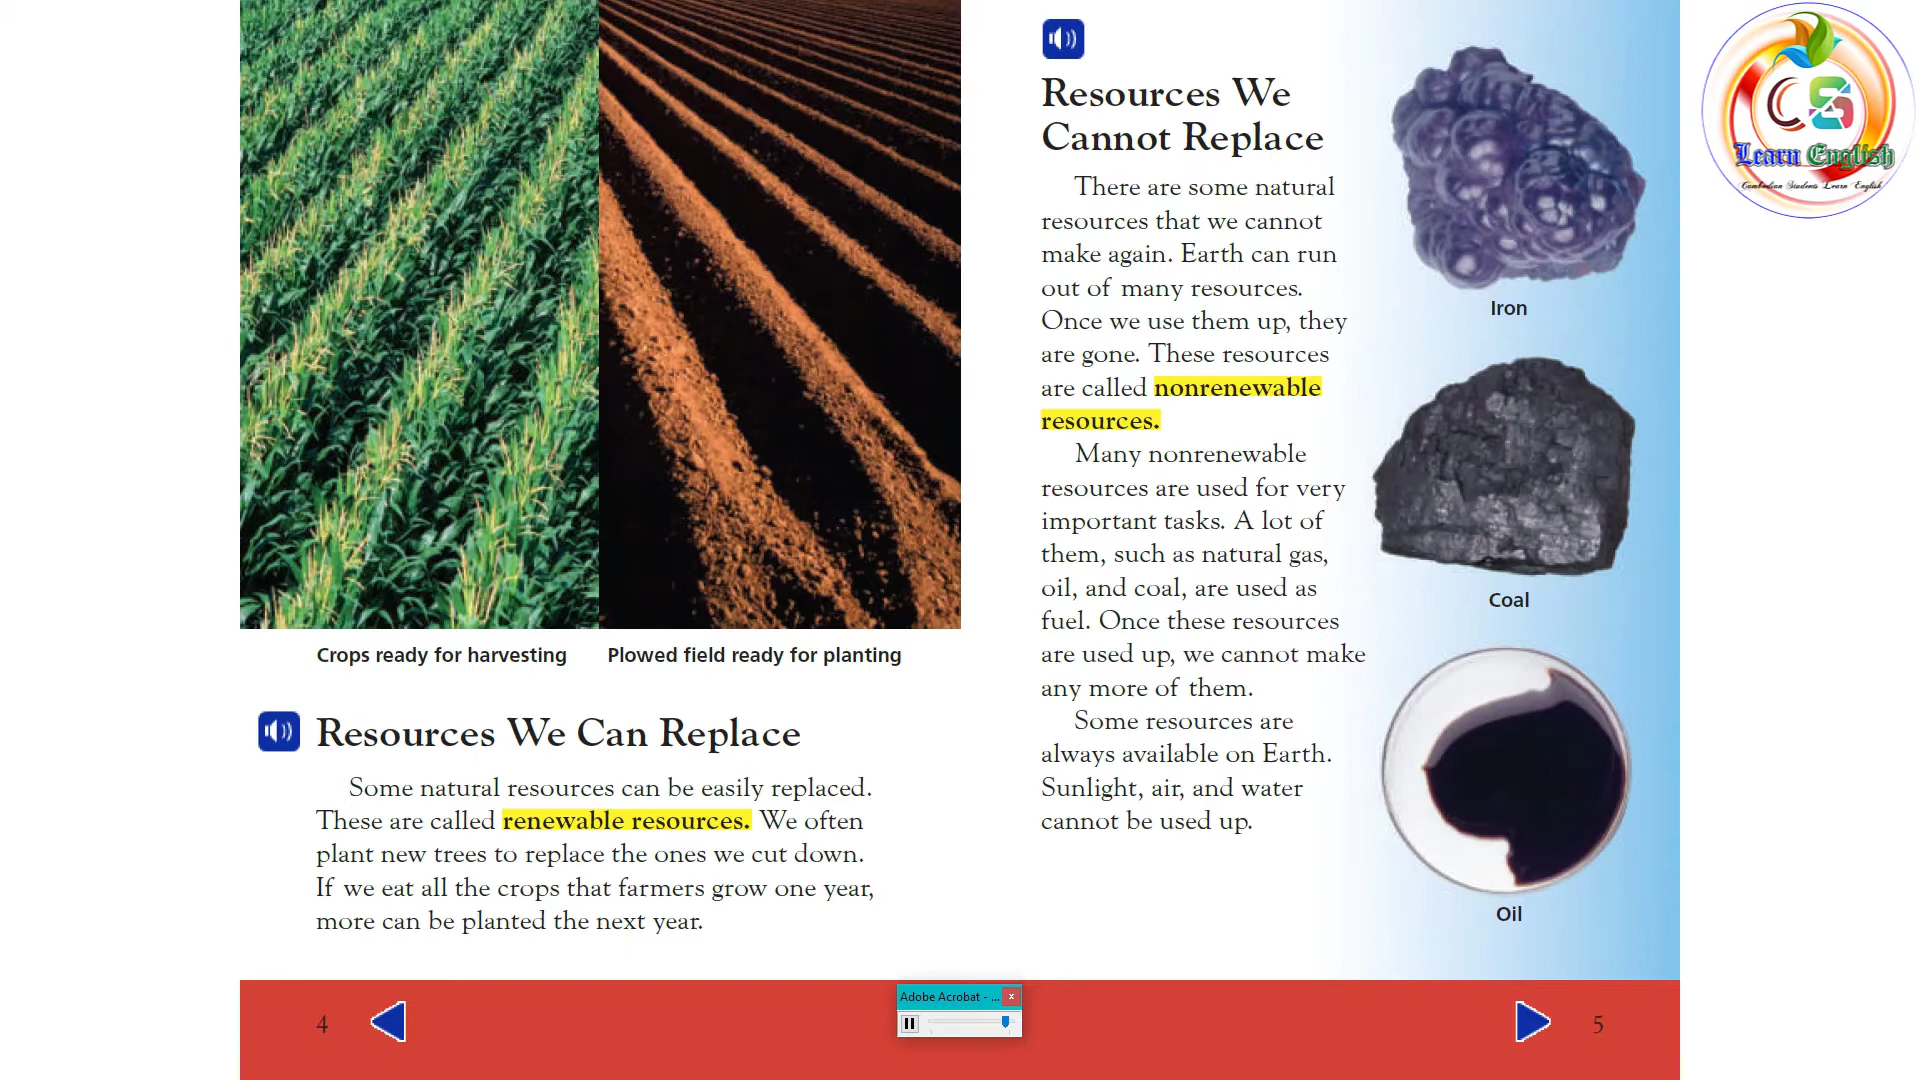 Crops ready for harvesting
Plowed field ready for planting
Resources We Can Replace
Some natural resources can be easily replaced.
These are called renewable resources. We often
plant new trees to replace the ones we cut down.
If we eat all the crops that farmers grow one year,
more can be planted the next year.
4
Resources We
Cannot Replace
There are some natural
resources that we cannot
make again. Earth can run
out of many resources.
Once we use them up, they
are gone. These resources
are called nonrenewable
resources.
Many nonrenewable
resources are used for very
important tasks. A lot of
them, such as natural gas,
oil, and coal, are used as
fuel. Once these resources
are used up, we cannot make
any more of them.
Some resources are
always available on Earth.
Sunlight, air, and water
cannot be used up.
Iron
Coal
Oil
5
Adobe Acrobat - ...
x
CS
Learn English
Cambodian Students Learn English